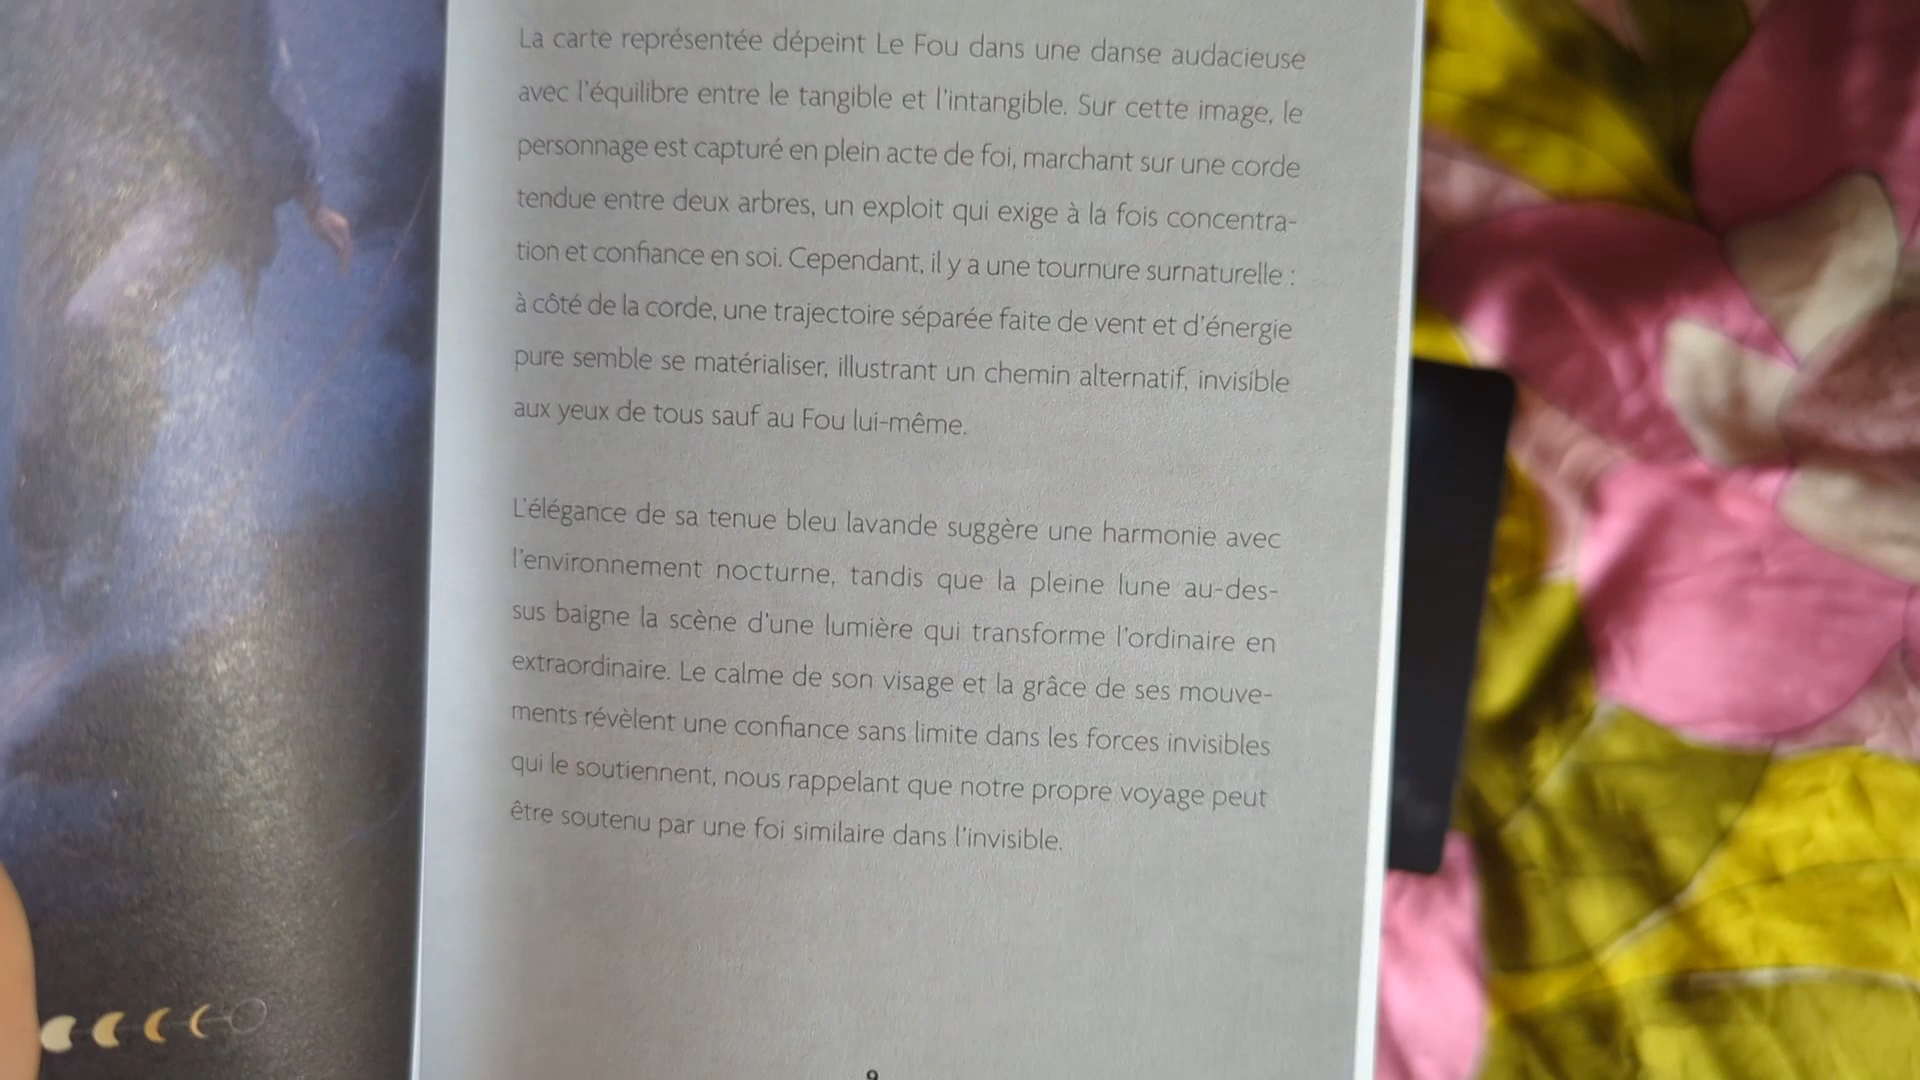 La carte représentée dépeint Le Fou dans une danse audacieuse
avec l'équilibre entre le tangible et l'intangible. Sur cette image, le
personnage est capturé en plein acte de foi, marchant sur une corde
tendue entre deux arbres, un exploit qui exige à la fois concentra-
tion et confiance en soi. Cependant, il y a une tournure surnaturelle :
à côté de la corde, une trajectoire séparée faite de vent et d'énergie
pure semble se matérialiser, illustrant un chemin alternatif, invisible
aux yeux de tous sauf au Fou lui-même.
L'élégance de sa tenue bleu lavande suggère une harmonie avec
l'environnement nocturne, tandis que la pleine lune au-des-
sus baigne la scène d'une lumière qui transforme l'ordinaire en
extraordinaire. Le calme de son visage et la grâce de ses mouve-
ments révèlent une confiance sans limite dans les forces invisibles
qui le soutiennent, nous rappelant que notre propre voyage peut
être soutenu par une foi similaire dans l'invisible.
9